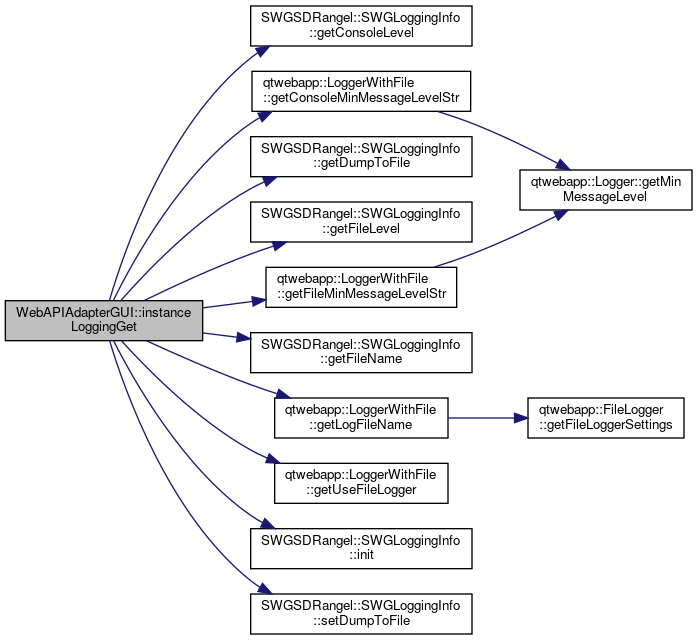 SWGSDRangel::SWGLoggingInfo
::getConsoleLevel
qtwebapp::LoggerWithFile
::getConsoleMinMessageLevelStr
SWGSDRangel::SWGLoggingInfo
::getDumpToFile
qtwebapp::Logger::getMin
MessageLevel
SWGSDRangel::SWGLoggingInfo
::getFileLevel
qtwebapp::LoggerWithFile
::getFileMinMessageLevelStr
WebAPIAdapterGUI::instance
LoggingGet
SWGSDRangel::SWGLoggingInfo
::getFileName
qtwebapp::LoggerWithFile
::getLogFileName
qtwebapp::FileLogger
::getFileLoggerSettings
qtwebapp::LoggerWithFile
::getUseFileLogger
SWGSDRangel::SWGLoggingInfo
::init
SWGSDRangel::SWGLoggingInfo
::setDumpToFile